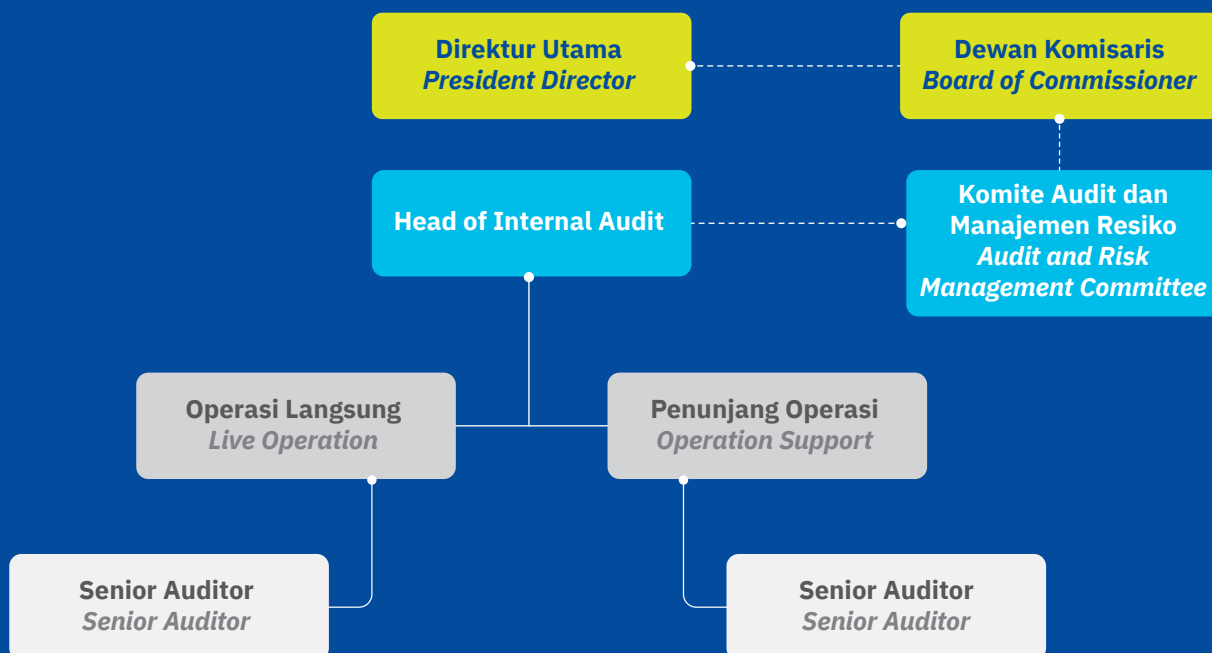 Direktur Utama
President Director
Dewan Komisaris
Board of Commissioner
Head of Internal Audit
Komite Audit dan
Manajemen Resiko
Audit and Risk
Management Committee
Operasi Langsung
Live Operation
Penunjang Operasi
Operation Support
Senior Auditor
Senior Auditor
Senior Auditor
Senior Auditor